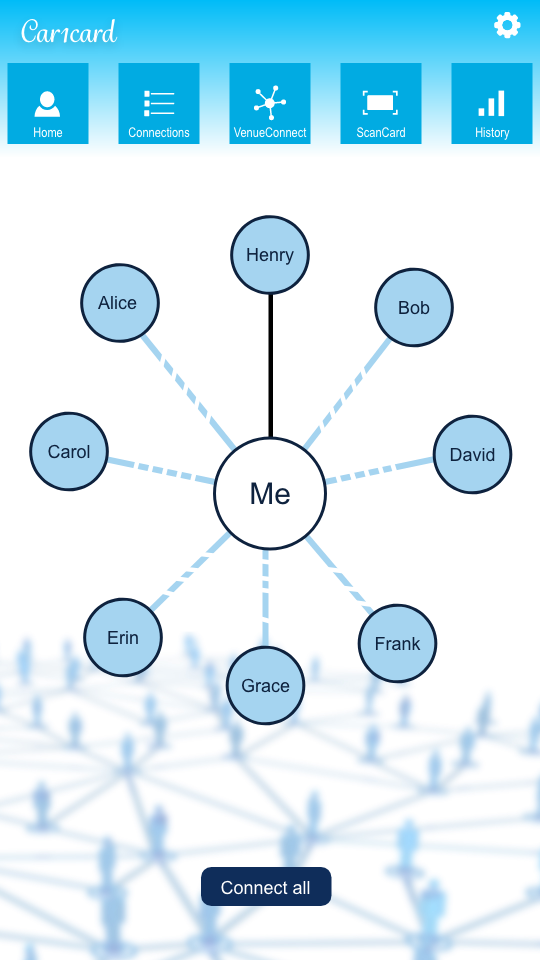 Car1card
Home Connections VenueConnect ScanCard History
Henry
Alice
Bob
Carol
David
Me
Erin
Frank
Grace
Connect all